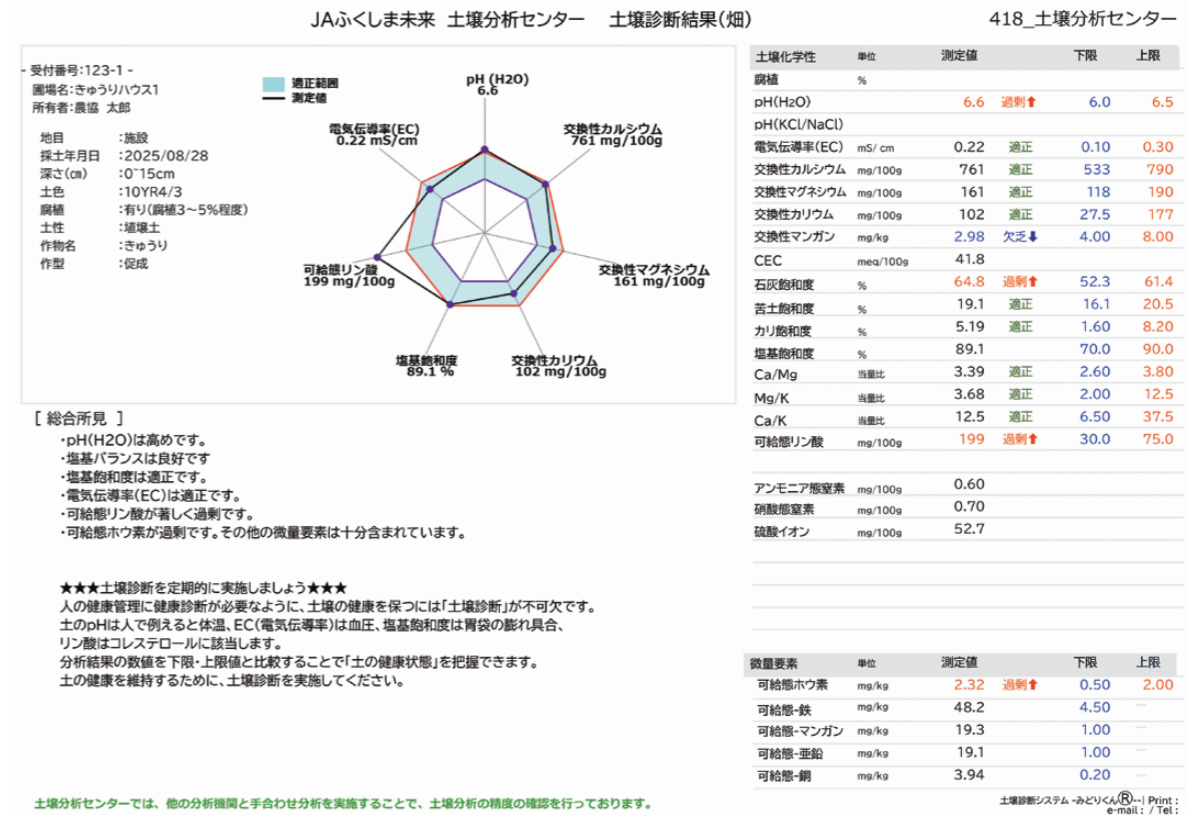 JAふくしま未来 土壌分析センター 土壌診断結果(畑)
418_土壌分析センター
- 受付番号:123-1 -
圃場名:きゅうりハウス1
所有者:農協 太郎
地目 :施設
採土年月日 :2025/08/28
深さ(㎝) :0~15cm
土色 :10YR4/3
腐植 :有り(腐植3～5%程度)
土性 :埴壌土
作物名 :きゅうり
作型 :促成
適正範囲
測定値
pH (H2O)
6.6
電気伝導率(EC)
0.22 mS/cm
交換性カルシウム
761 mg/100g
可給態リン酸
199 mg/100g
交換性マグネシウム
161 mg/100g
塩基飽和度
89.1 %
交換性カリウム
102 mg/100g
[ 総合所見 ]
・pH(H2O)は高めです。
・塩基バランスは良好です
・塩基飽和度は適正です。
・電気伝導率(EC)は適正です。
・可給態リン酸が著しく過剰です。
・可給態ホウ素が過剰です。その他の微量要素は十分含まれています。
★★★土壌診断を定期的に実施しましょう★★★
人の健康管理に健康診断が必要なように、土壌の健康を保つには「土壌診断」が不可欠です。
土のpHは人で例えると体温、EC(電気伝導率)は血圧、塩基飽和度は胃袋の膨れ具合、
リン酸はコレステロールに該当します。
分析結果の数値を下限・上限値と比較することで「土の健康状態」を把握できます。
土の健康を維持するために、土壌診断を実施してください。
土壌分析センターでは、他の分析機関と手合わせ分析を実施することで、土壌分析の精度の確認を行っております。
土壌化学性 単位 測定値 下限 上限
腐植 %
pH(H2O) 6.6 過剰⬆ 6.0 6.5
pH(KCl/NaCl)
電気伝導率(EC) mS/ cm 0.22 適正 0.10 0.30
交換性カルシウム mg/100g 761 適正 533 790
交換性マグネシウム mg/100g 161 適正 118 190
交換性カリウム mg/100g 102 適正 27.5 177
交換性マンガン mg/kg 2.98 欠乏⬇ 4.00 8.00
CEC meq/100g 41.8
石灰飽和度 % 64.8 過剰⬆ 52.3 61.4
苦土飽和度 % 19.1 適正 16.1 20.5
カリ飽和度 % 5.19 適正 1.60 8.20
塩基飽和度 % 89.1 70.0 90.0
Ca/Mg 当量比 3.39 適正 2.60 3.80
Mg/K 当量比 3.68 適正 2.00 12.5
Ca/K 当量比 12.5 適正 6.50 37.5
可給態リン酸 mg/100g 199 過剰⬆ 30.0 75.0
アンモニア態窒素 mg/100g 0.60
硝酸態窒素 mg/100g 0.70
硫酸イオン mg/100g 52.7
微量要素 単位 測定値 下限 上限
可給態ホウ素 mg/kg 2.32 過剰⬆ 0.50 2.00
可給態-鉄 mg/kg 48.2 4.50 —
可給態-マンガン mg/kg 19.3 1.00 —
可給態-亜鉛 mg/kg 19.1 1.00 —
可給態-銅 mg/kg 3.94 0.20 —
土壌診断システム -みどりくん®--| Print :
e-mail : / Tel :